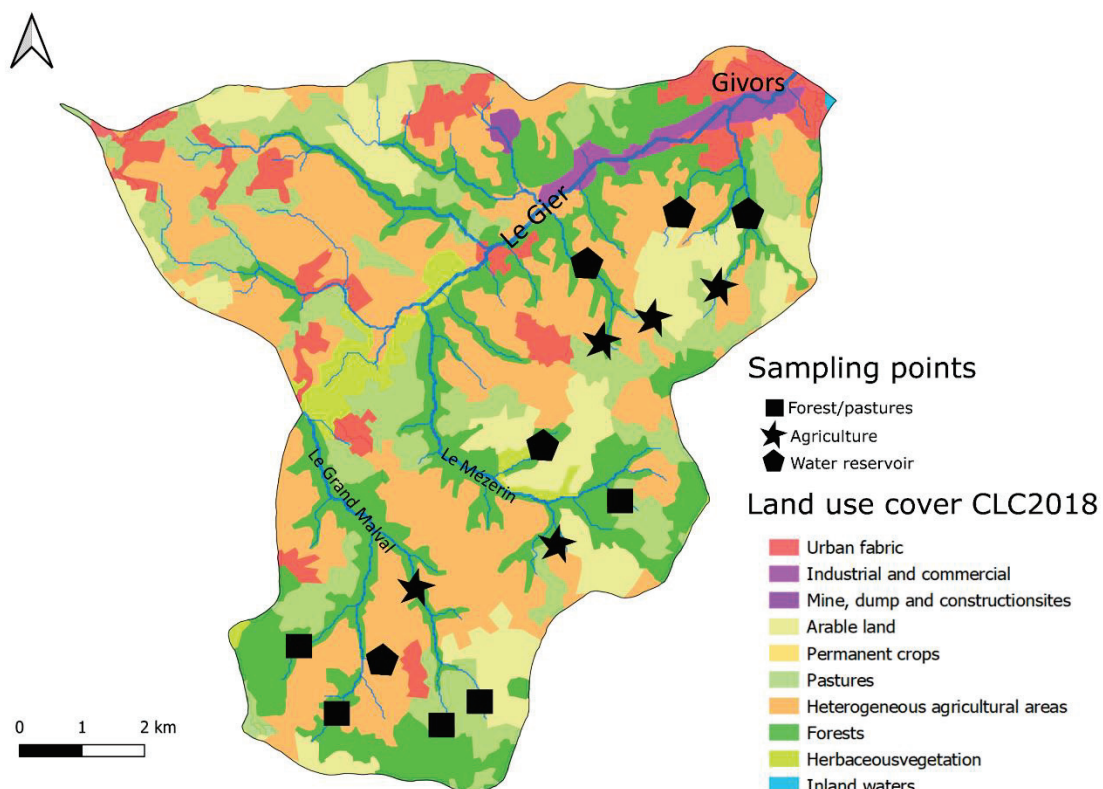 Givors
Le Gier
Le Mézerin
Le Grand Malval
Sampling points
Forest/pastures
Agriculture
Water reservoir
Land use cover CLC2018
Urban fabric
Industrial and commercial
Mine, dump and constructionsites
Arable land
Permanent crops
Pastures
Heterogeneous agricultural areas
Forests
Herbaceousvegetation
Inland waters
0 1 2 km